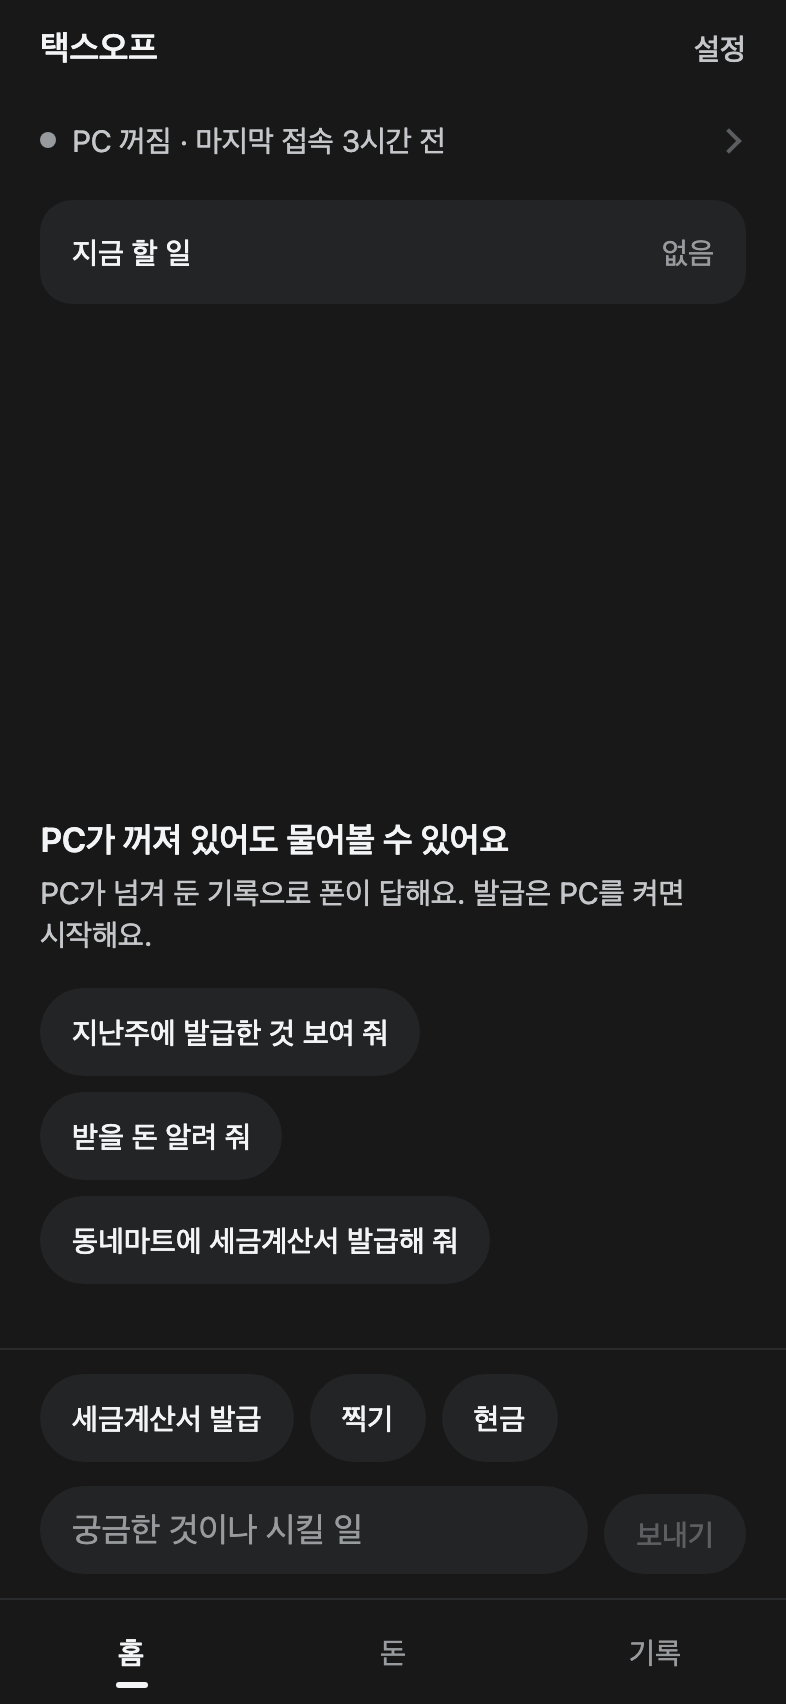 택스오프
설정
PC 꺼짐 · 마지막 접속 3시간 전
지금 할 일
없음
PC가 꺼져 있어도 물어볼 수 있어요
PC가 넘겨 둔 기록으로 폰이 답해요. 발급은 PC를 켜면
시작해요.
지난주에 발급한 것 보여 줘
받을 돈 알려 줘
동네마트에 세금계산서 발급해 줘
세금계산서 발급
찍기
현금
궁금한 것이나 시킬 일
보내기
홈
돈
기록